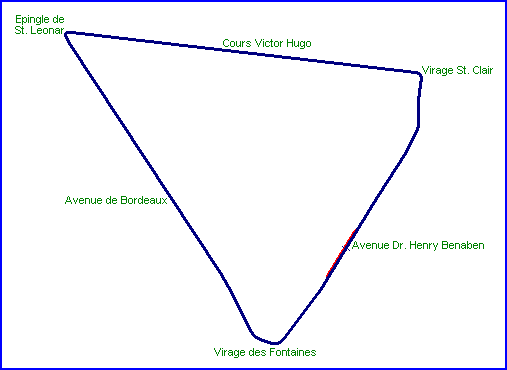 Epingle de
St. Leonar
Cours Victor Hugo
Virage St. Clair
Avenue de Bordeaux
Avenue Dr. Henry Benaben
Virage des Fontaines